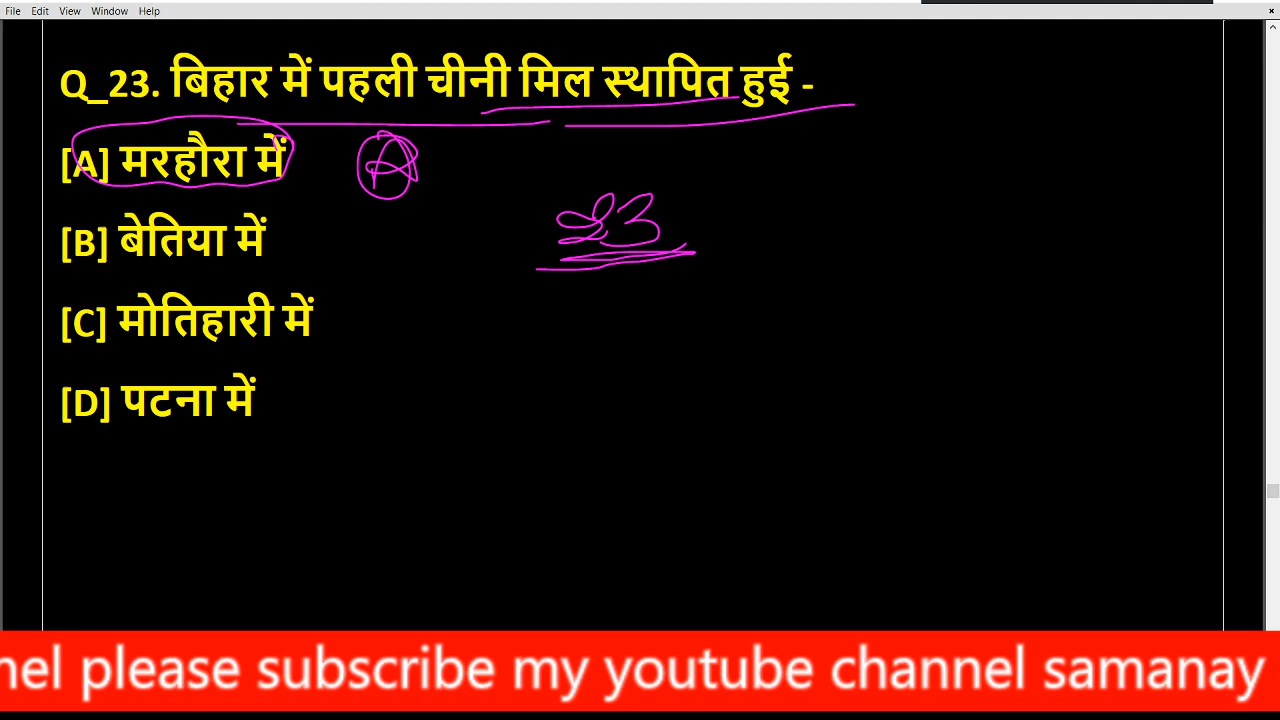 File Edit View Window Help
Q_23. बिहार में पहली चीनी मिल स्थापित हुई -
[A] मरहौरा में A
23
[B] बेतिया में
[C] मोतिहारी में
[D] पटना में
nel please subscribe my youtube channel samanay